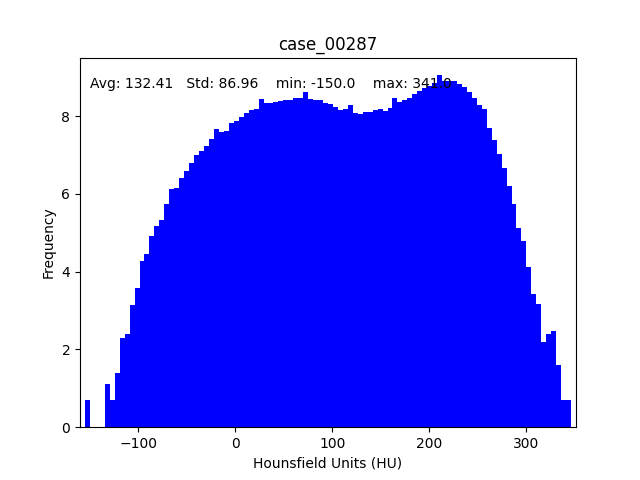 case_00287
Avg: 132.41 Std: 86.96 min: -150.0 max: 341.0
8
6
4
2
0
Frequency
−100 0 100 200 300
Hounsfield Units (HU)